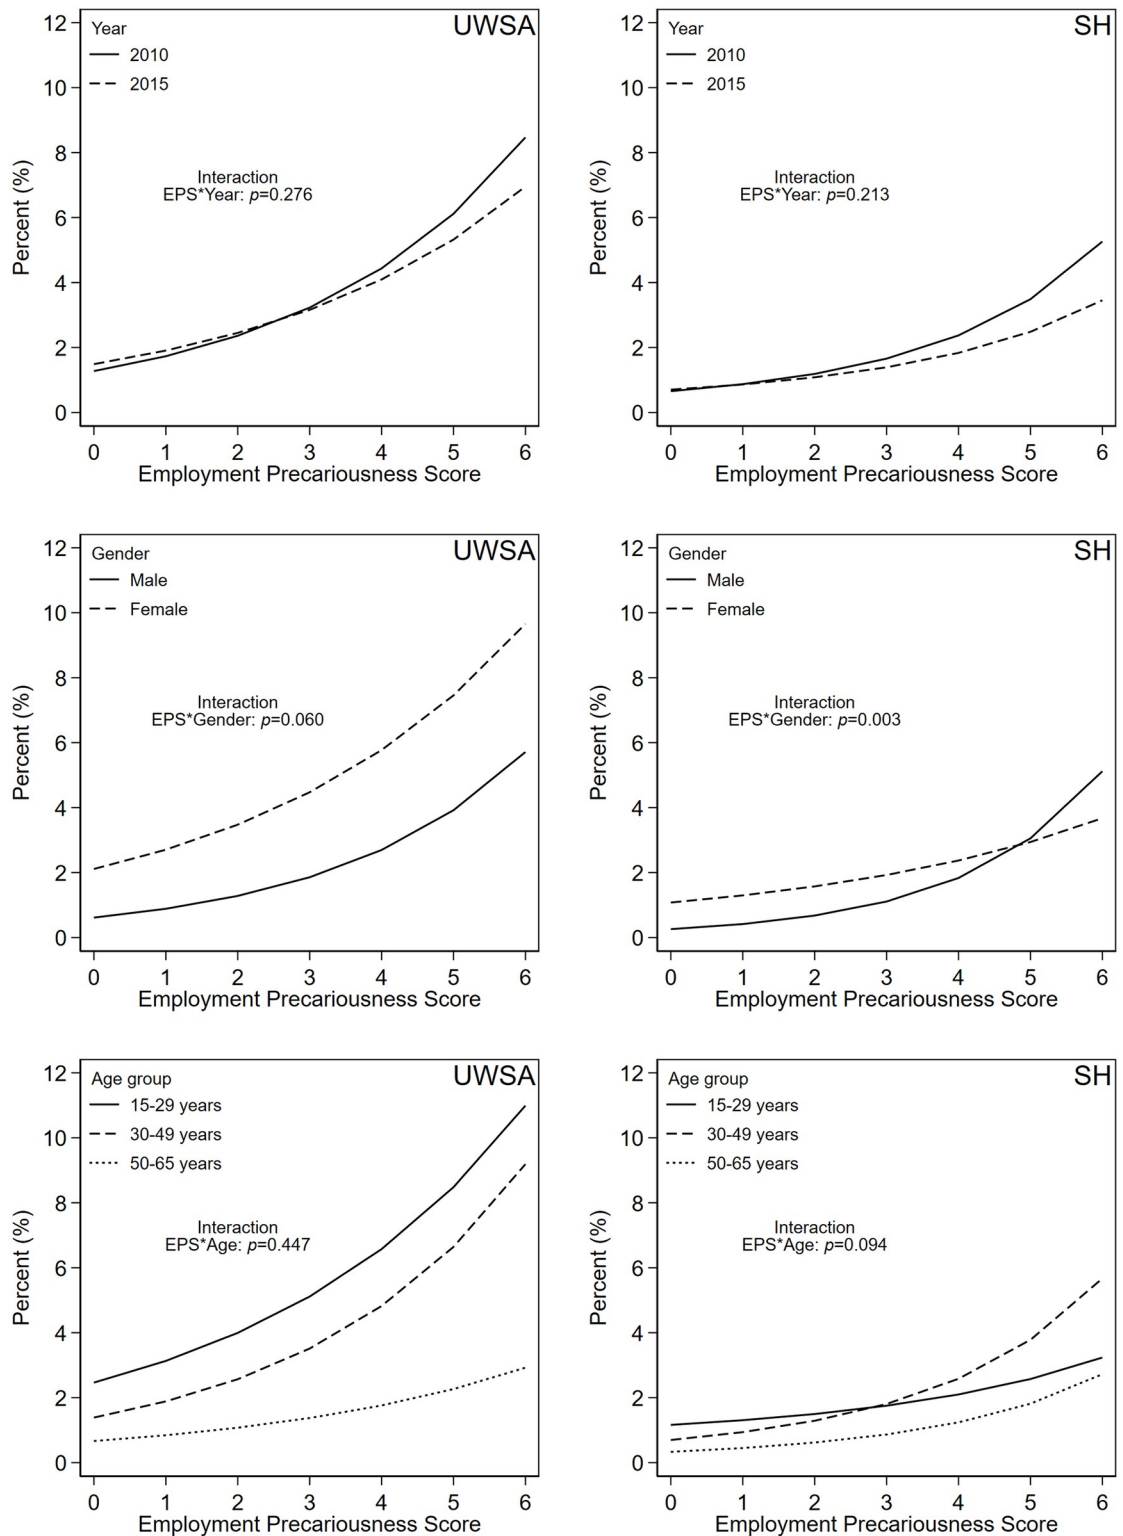 UWSA
Year
2010
2015
Interaction
EPS*Year: p=0.276
Percent (%)
12
10
8
6
4
2
0
0 1 2 3 4 5 6
Employment Precariousness Score
SH
Year
2010
2015
Interaction
EPS*Year: p=0.213
Percent (%)
12
10
8
6
4
2
0
0 1 2 3 4 5 6
Employment Precariousness Score
UWSA
Gender
Male
Female
Interaction
EPS*Gender: p=0.060
Percent (%)
12
10
8
6
4
2
0
0 1 2 3 4 5 6
Employment Precariousness Score
SH
Gender
Male
Female
Interaction
EPS*Gender: p=0.003
Percent (%)
12
10
8
6
4
2
0
0 1 2 3 4 5 6
Employment Precariousness Score
UWSA
Age group
15-29 years
30-49 years
50-65 years
Interaction
EPS*Age: p=0.447
Percent (%)
12
10
8
6
4
2
0
0 1 2 3 4 5 6
Employment Precariousness Score
SH
Age group
15-29 years
30-49 years
50-65 years
Interaction
EPS*Age: p=0.094
Percent (%)
12
10
8
6
4
2
0
0 1 2 3 4 5 6
Employment Precariousness Score